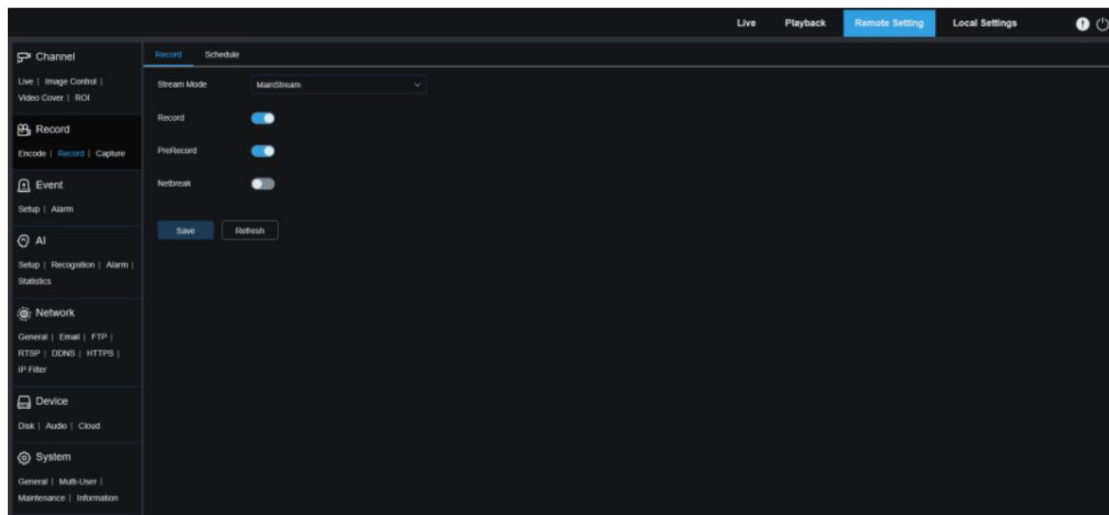 Live Playback Remote Setting Local Settings
Channel
Live | Image Control |
Video Cover | ROI
Record
Encode | Record | Capture
Event
Setup | Alarm
AI
Setup | Recognition | Alarm |
Statistics
Network
General | Email | FTP |
RTSP | DDNS | HTTPS |
IP Filter
Device
Disk | Audio | Cloud
System
General | Multi-User |
Maintenance | Information
Record Schedule
Stream Mode MainStream
Record
PreRecord
Netbreak
Save Refresh